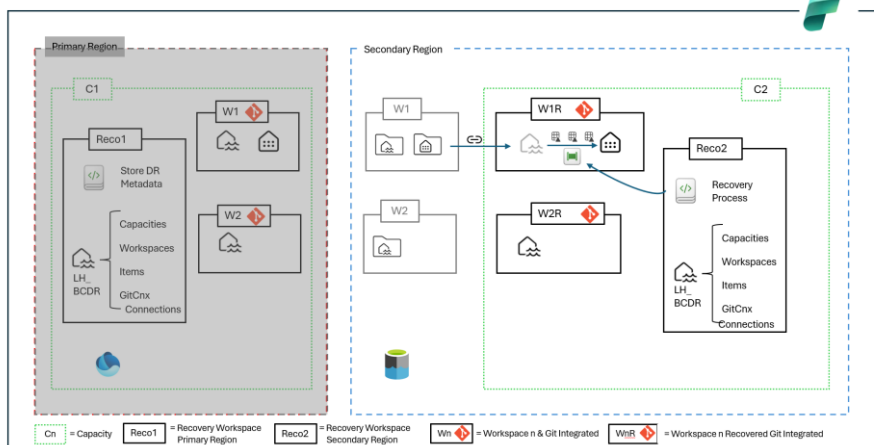 Primary Region
C1
W1
Reco1
Store DR
Metadata
W2
Capacities
Workspaces
Items
GitCnx
Connections
LH_
BCDR
Secondary Region
W1
W1R
C2
Reco2
Recovery
Process
W2
W2R
Capacities
Workspaces
Items
GitCnx
Connections
LH_
BCDR
Cn = Capacity
Reco1 = Recovery Workspace
Primary Region
Reco2 = Recovery Workspace
Secondary Region
Wn = Workspace n & Git Integrated
WnR = Workspace n Recovered Git Integrated